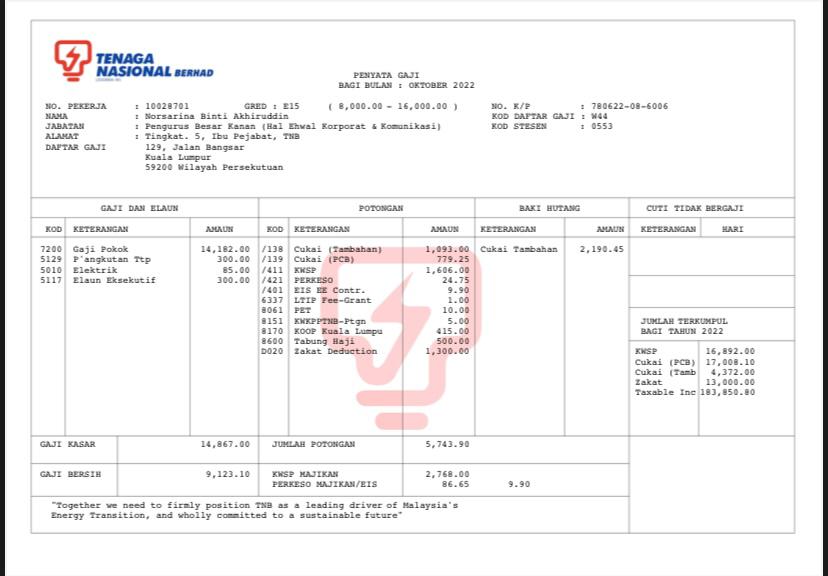 TENAGA
NASIONAL BERHAD
PENYATA GAJI
BAGI BULAN : OKTOBER 2022
NO. PEKERJA : 10028701 GRED : E15 ( 8,000.00 - 16,000.00 ) NO. K/P : 780622-08-6006
NAMA : Norsarina Binti Akhiruddin KOD DAFTAR GAJI : W44
JABATAN : Pengurus Besar Kanan (Hal Ehwal Korporat & Komunikasi) KOD STESEN : 0553
ALAMAT : Tingkat. 5, Ibu Pejabat, TNB
DAFTAR GAJI 129, Jalan Bangsar
Kuala Lumpur
59200 Wilayah Persekutuan
GAJI DAN ELAUN POTONGAN BAKI HUTANG CUTI TIDAK BERGAJI
KOD KETERANGAN AMAUN KOD KETERANGAN AMAUN KETERANGAN AMAUN KETERANGAN HARI
7200 Gaji Pokok 14,182.00 /138 Cukai (Tambahan) 1,093.00 Cukai Tambahan 2,190.45
5129 P'angkutan Ttp 300.00 /139 Cukai (PCB) 779.25
5010 Elektrik 85.00 /411 KWSP 1,606.00
5117 Elaun Eksekutif 300.00 /421 PERKESO 24.75
/401 EIS EE Contr. 9.90
6337 LTIP Fee-Grant 1.00
8061 PET 10.00
8151 KWKPPTNB-Ptgn 5.00
8170 KOOP Kuala Lumpu 415.00
8600 Tabung Haji 500.00
D020 Zakat Deduction 1,300.00
JUMLAH TERKUMPUL
BAGI TAHUN 2022
KWSP 16,892.00
Cukai (PCB) 17,008.10
Cukai (Tamb 4,372.00
Zakat 13,000.00
Taxable Inc 183,850.80
GAJI KASAR 14,867.00 JUMLAH POTONGAN 5,743.90
GAJI BERSIH 9,123.10 KWSP MAJIKAN 2,768.00
PERKESO MAJIKAN/EIS 86.65 9.90
"Together we need to firmly position TNB as a leading driver of Malaysia's
Energy Transition, and wholly committed to a sustainable future"